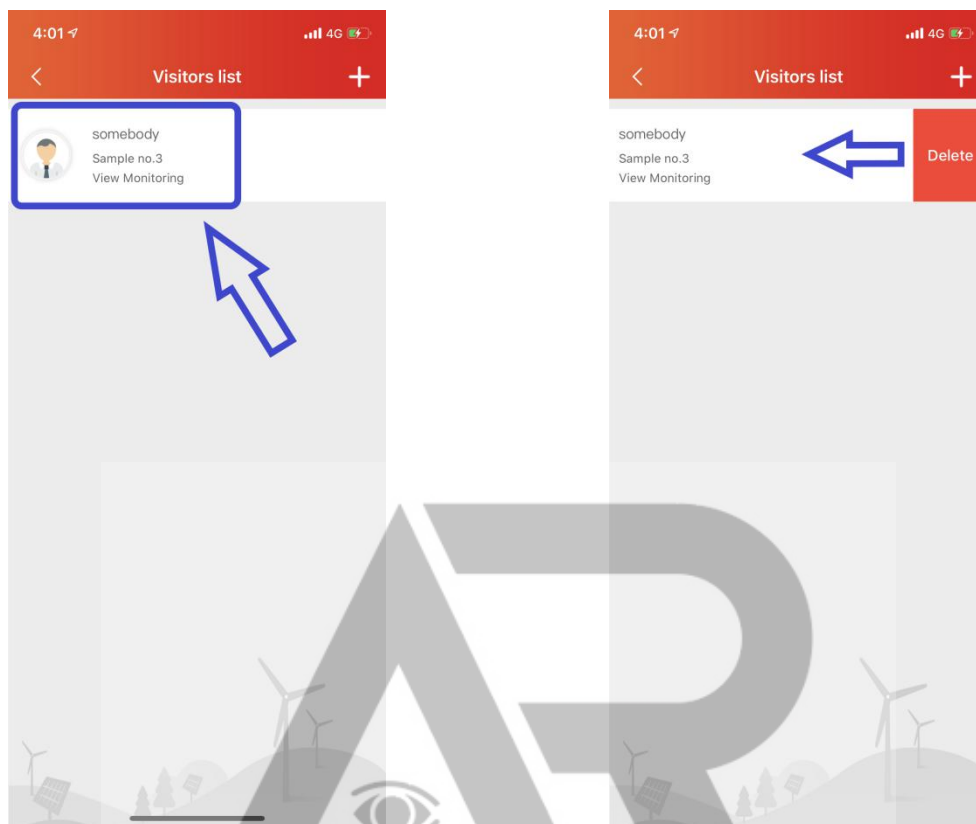 4:01 4G
Visitors list
somebody
Sample no.3
View Monitoring
4:01 4G
Visitors list
somebody
Sample no.3
View Monitoring
Delete
AR